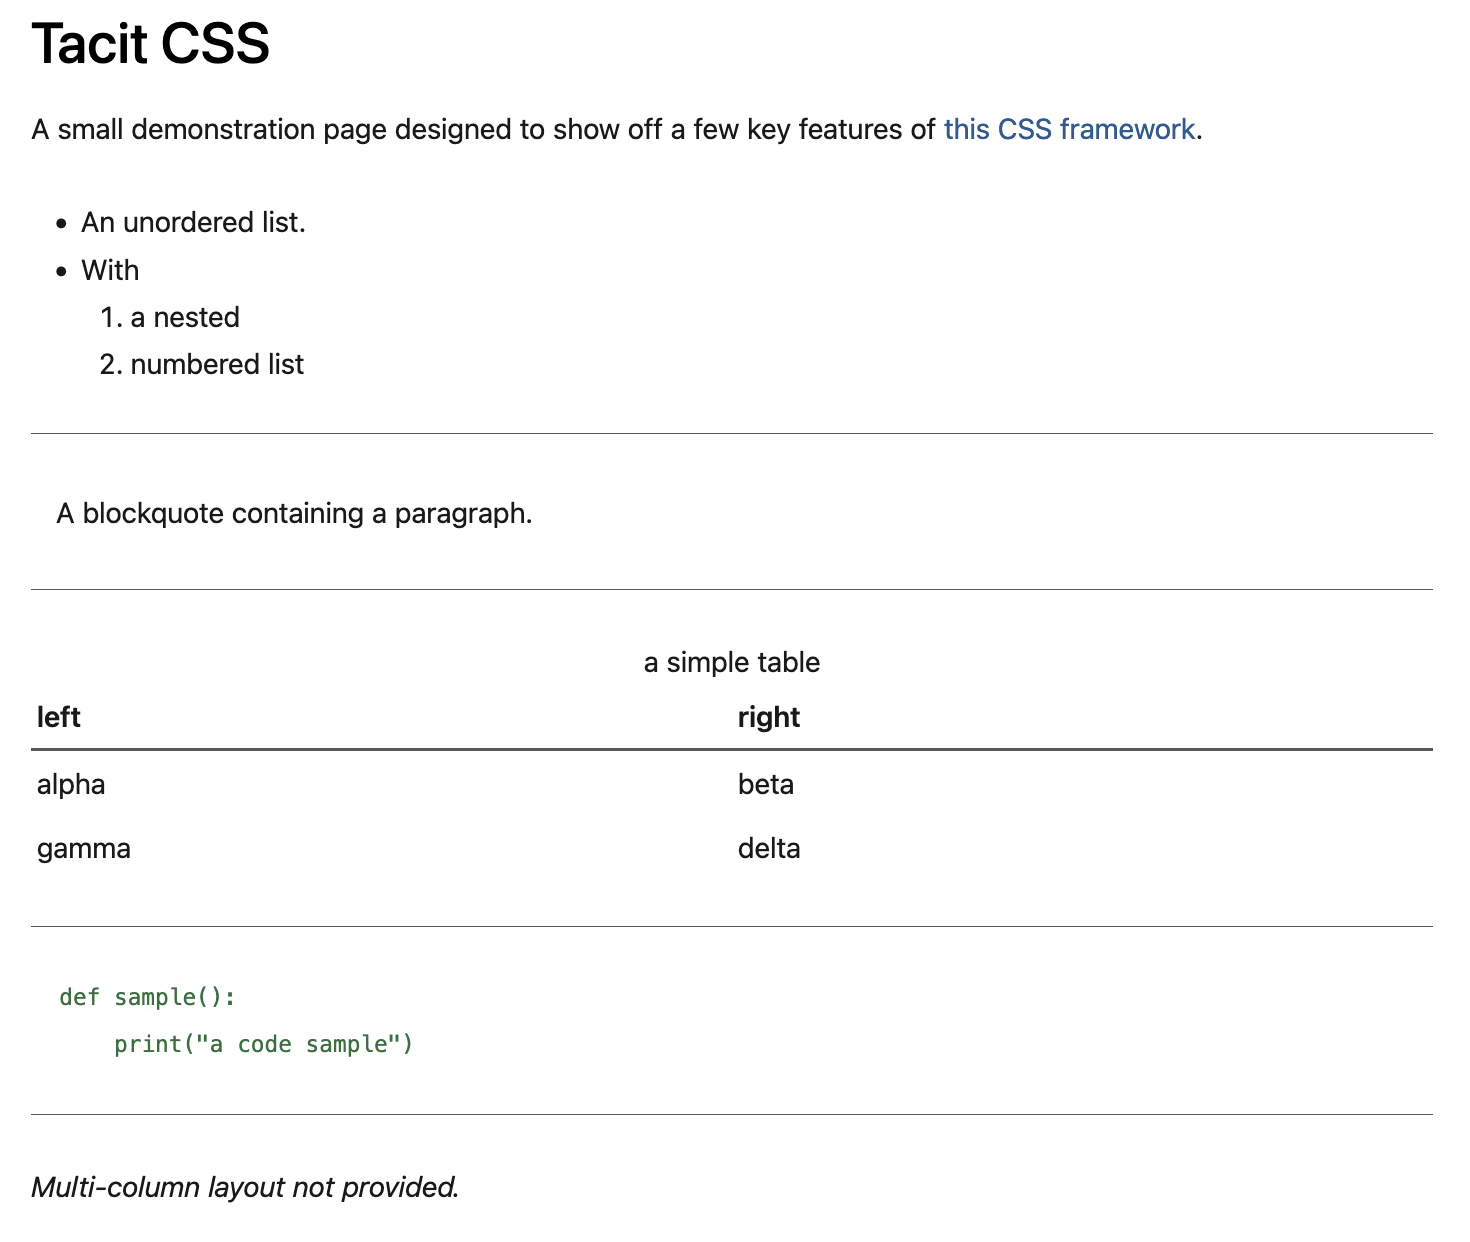 Tacit CSS
A small demonstration page designed to show off a few key features of this CSS framework.
• An unordered list.
• With
1. a nested
2. numbered list
A blockquote containing a paragraph.
a simple table
left right
alpha beta
gamma delta
def sample():
    print("a code sample")
Multi-column layout not provided.